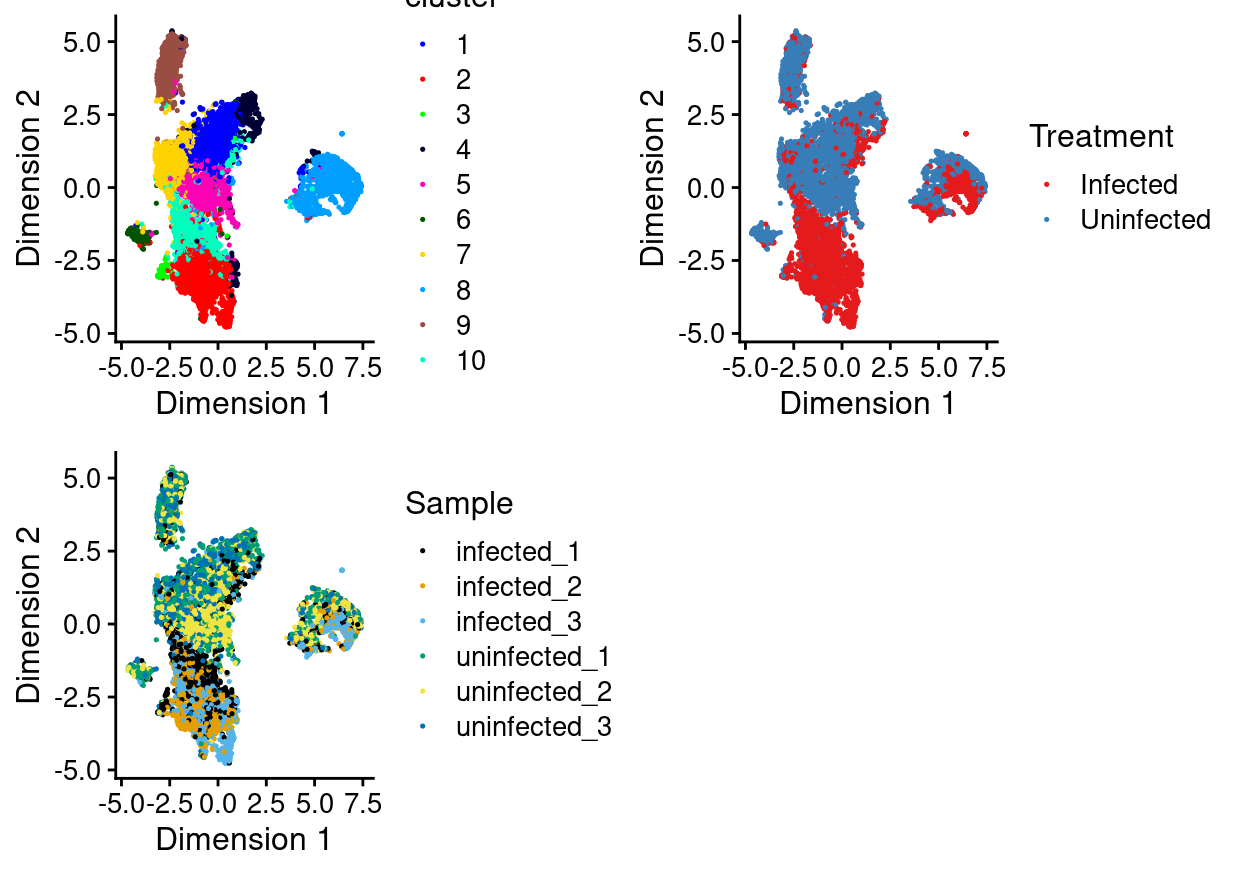 cluster
5.0
2.5
0.0
-2.5
-5.0
Dimension 2
-5.0 -2.5 0.0 2.5 5.0 7.5
Dimension 1
1
2
3
4
5
6
7
8
9
10
5.0
2.5
0.0
-2.5
-5.0
Dimension 2
-5.0 -2.5 0.0 2.5 5.0 7.5
Dimension 1
Treatment
Infected
Uninfected
5.0
2.5
0.0
-2.5
-5.0
Dimension 2
-5.0 -2.5 0.0 2.5 5.0 7.5
Dimension 1
Sample
infected_1
infected_2
infected_3
uninfected_1
uninfected_2
uninfected_3